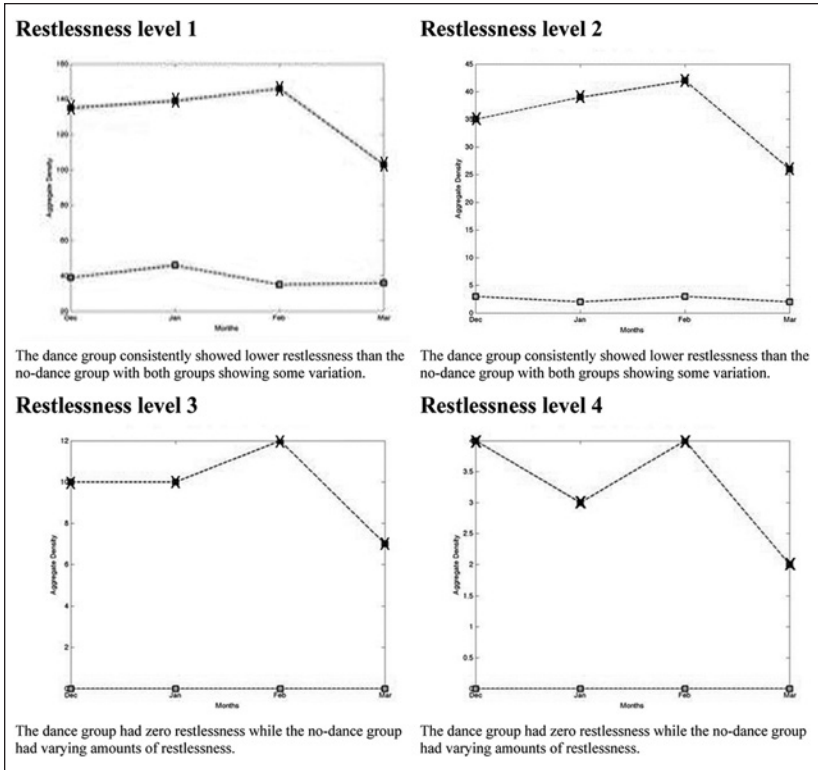 Restlessness level 1
160
140
120
100
80
60
40
20
Aggregate Density
Dec
Jan
Feb
Mar
Months
The dance group consistently showed lower restlessness than the
no-dance group with both groups showing some variation.
Restlessness level 2
45
40
35
30
25
20
15
10
5
0
Aggregate Density
Dec
Jan
Feb
Mar
Months
The dance group consistently showed lower restlessness than the
no-dance group with both groups showing some variation.
Restlessness level 3
12
10
8
6
4
2
0
Aggregate Density
Dec
Jan
Feb
Mar
Months
The dance group had zero restlessness while the no-dance group
had varying amounts of restlessness.
Restlessness level 4
3.5
3
2.5
2
1.5
1
0.5
0
Aggregate Density
Dec
Jan
Feb
Mar
Months
The dance group had zero restlessness while the no-dance group
had varying amounts of restlessness.